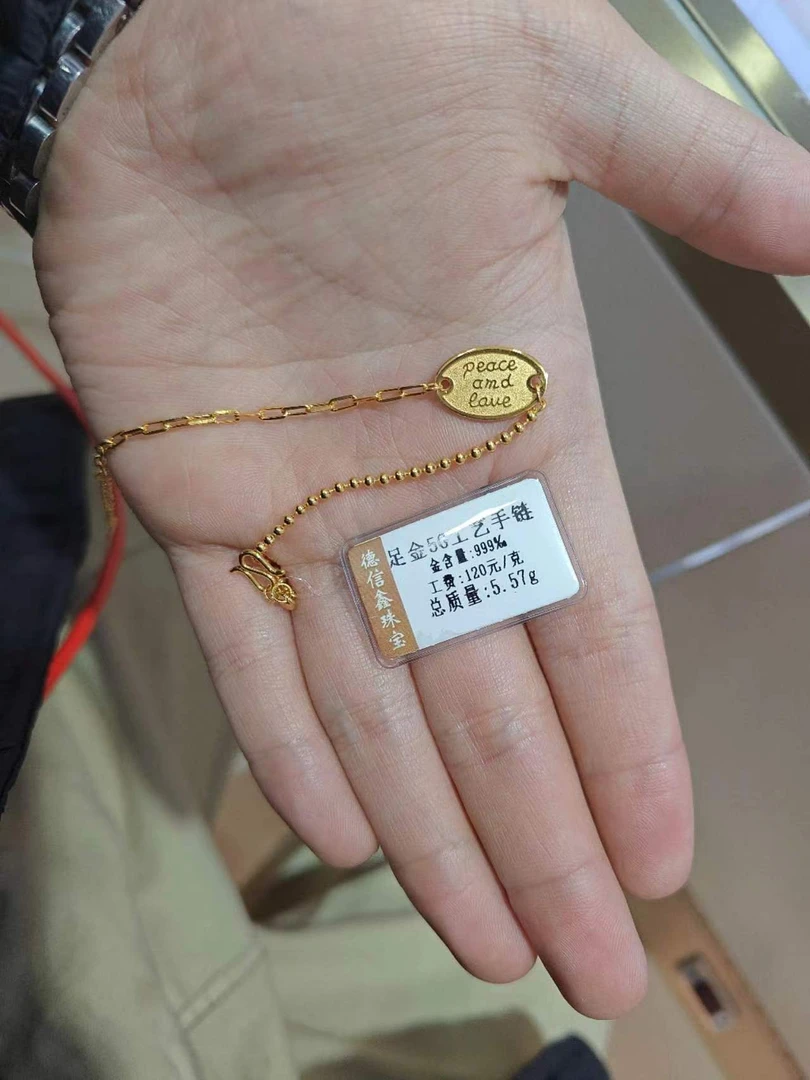 peace
and
love
足金5G工艺手链
金含量:999‰
工费:120元/克
总质量:5.57g
德信鑫珠宝